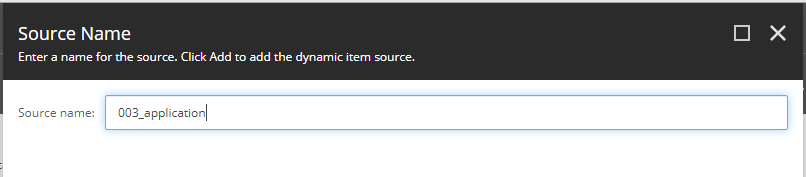 Source Name
Enter a name for the source. Click Add to add the dynamic item source.
Source name: 003_application